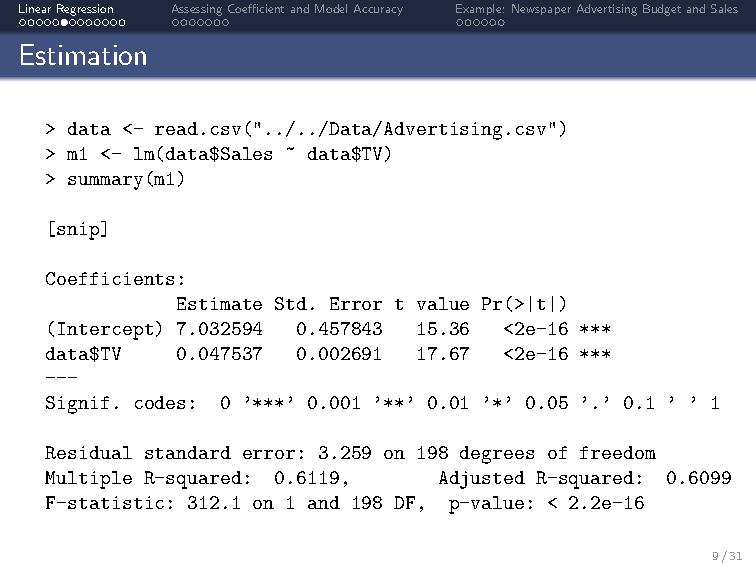 Linear Regression Assessing Coefficient and Model Accuracy Example: Newspaper Advertising Budget and Sales
Estimation
> data <- read.csv("../../Data/Advertising.csv")
> m1 <- lm(data$Sales ~ data$TV)
> summary(m1)
[snip]
Coefficients:
Estimate Std. Error t value Pr(>|t|)
(Intercept) 7.032594 0.457843 15.36 <2e-16 ***
data$TV 0.047537 0.002691 17.67 <2e-16 ***
---
Signif. codes: 0 '***' 0.001 '**' 0.01 '*' 0.05 '.' 0.1 ' ' 1
Residual standard error: 3.259 on 198 degrees of freedom
Multiple R-squared: 0.6119, Adjusted R-squared: 0.6099
F-statistic: 312.1 on 1 and 198 DF, p-value: < 2.2e-16
9 / 31